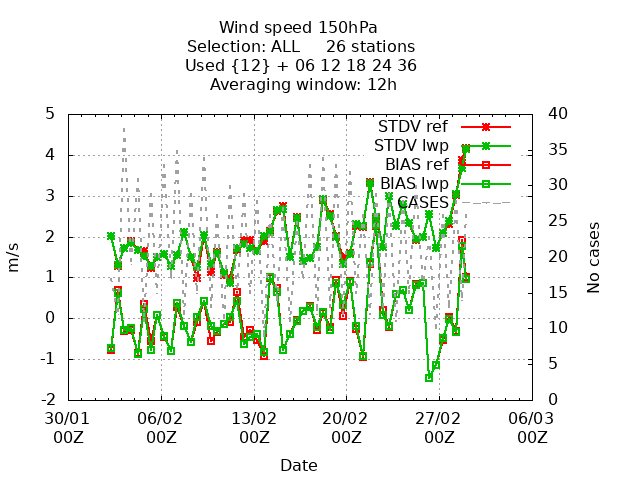 Wind speed 150hPa
Selection: ALL 26 stations
Used {12} + 06 12 18 24 36
Averaging window: 12h
5
4
3
2
1
0
-1
-2
m/s
40
35
30
25
20
15
10
5
0
No cases
STDV ref
STDV lwp
BIAS ref
BIAS lwp
CASES
30/01 06/02 13/02 20/02 27/02 06/03
00Z 00Z 00Z 00Z 00Z 00Z
Date